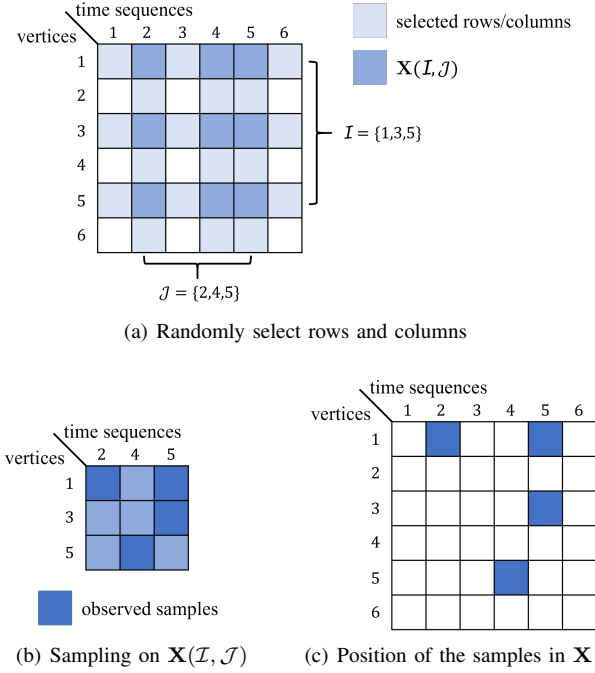 time sequences
vertices 1 2 3 4 5 6
selected rows/columns
1
X(I,J)
2
3
I = {1,3,5}
4
5
6
J = {2,4,5}
(a) Randomly select rows and columns
time sequences
vertices 2 4 5
1
3
5
observed samples
(b) Sampling on X(I, J)
time sequences
vertices 1 2 3 4 5 6
1
2
3
4
5
6
(c) Position of the samples in X